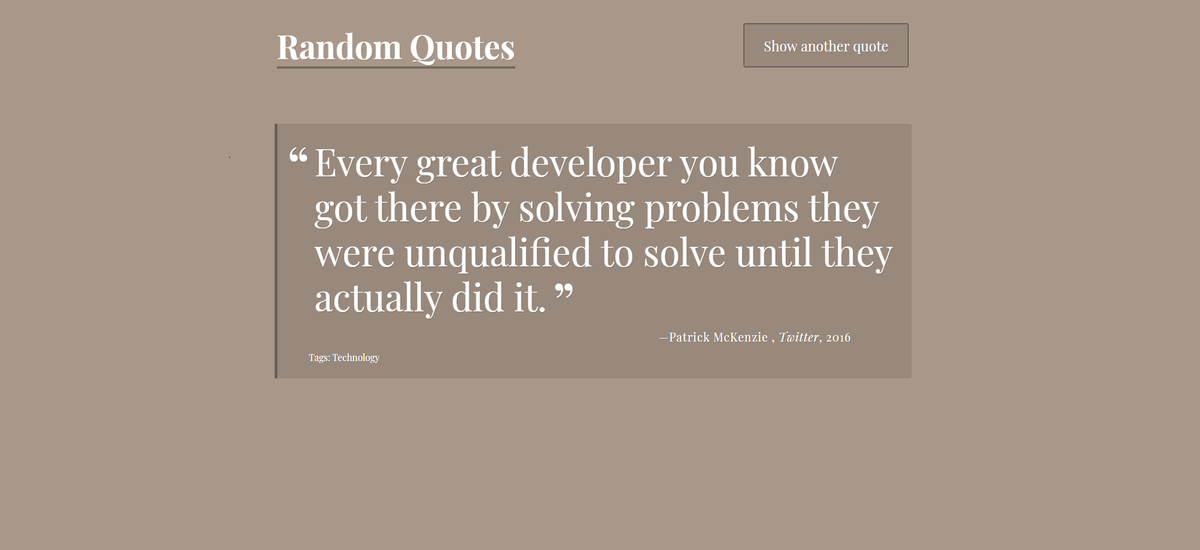 Random Quotes
Show another quote
“ Every great developer you know
got there by solving problems they
were unqualified to solve until they
actually did it. ”
—Patrick McKenzie , Twitter, 2016
Tags: Technology